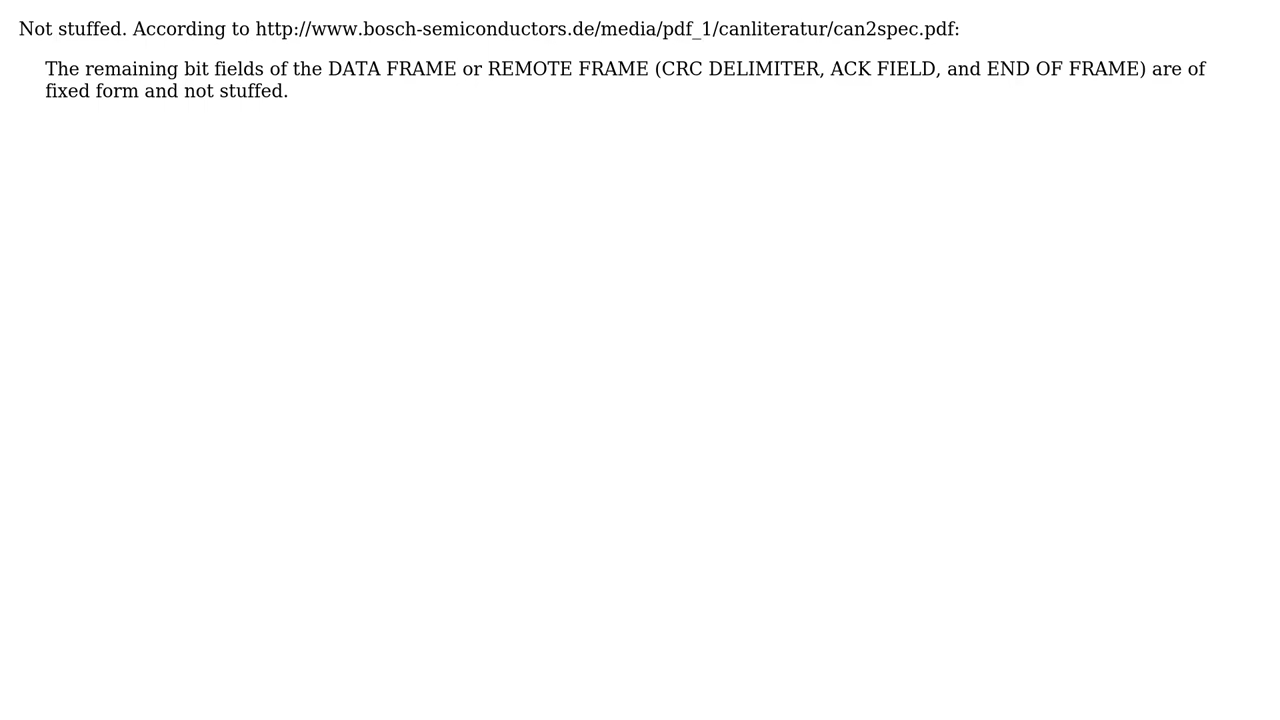 Not stuffed. According to http://www.bosch-semiconductors.de/media/pdf_1/canliteratur/can2spec.pdf:
The remaining bit fields of the DATA FRAME or REMOTE FRAME (CRC DELIMITER, ACK FIELD, and END OF FRAME) are of
fixed form and not stuffed.